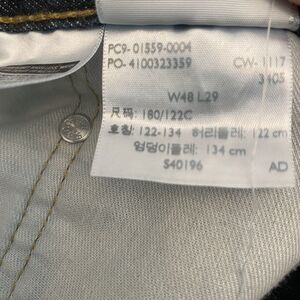 PC9- 01559-0004
PO- 4100323359 CW- 1117
3405
W48 L29
尺码: 180/122C
호칭: 122-134 허리둘레: 122 cm
엉덩이둘레: 134 cm
S40196 AD